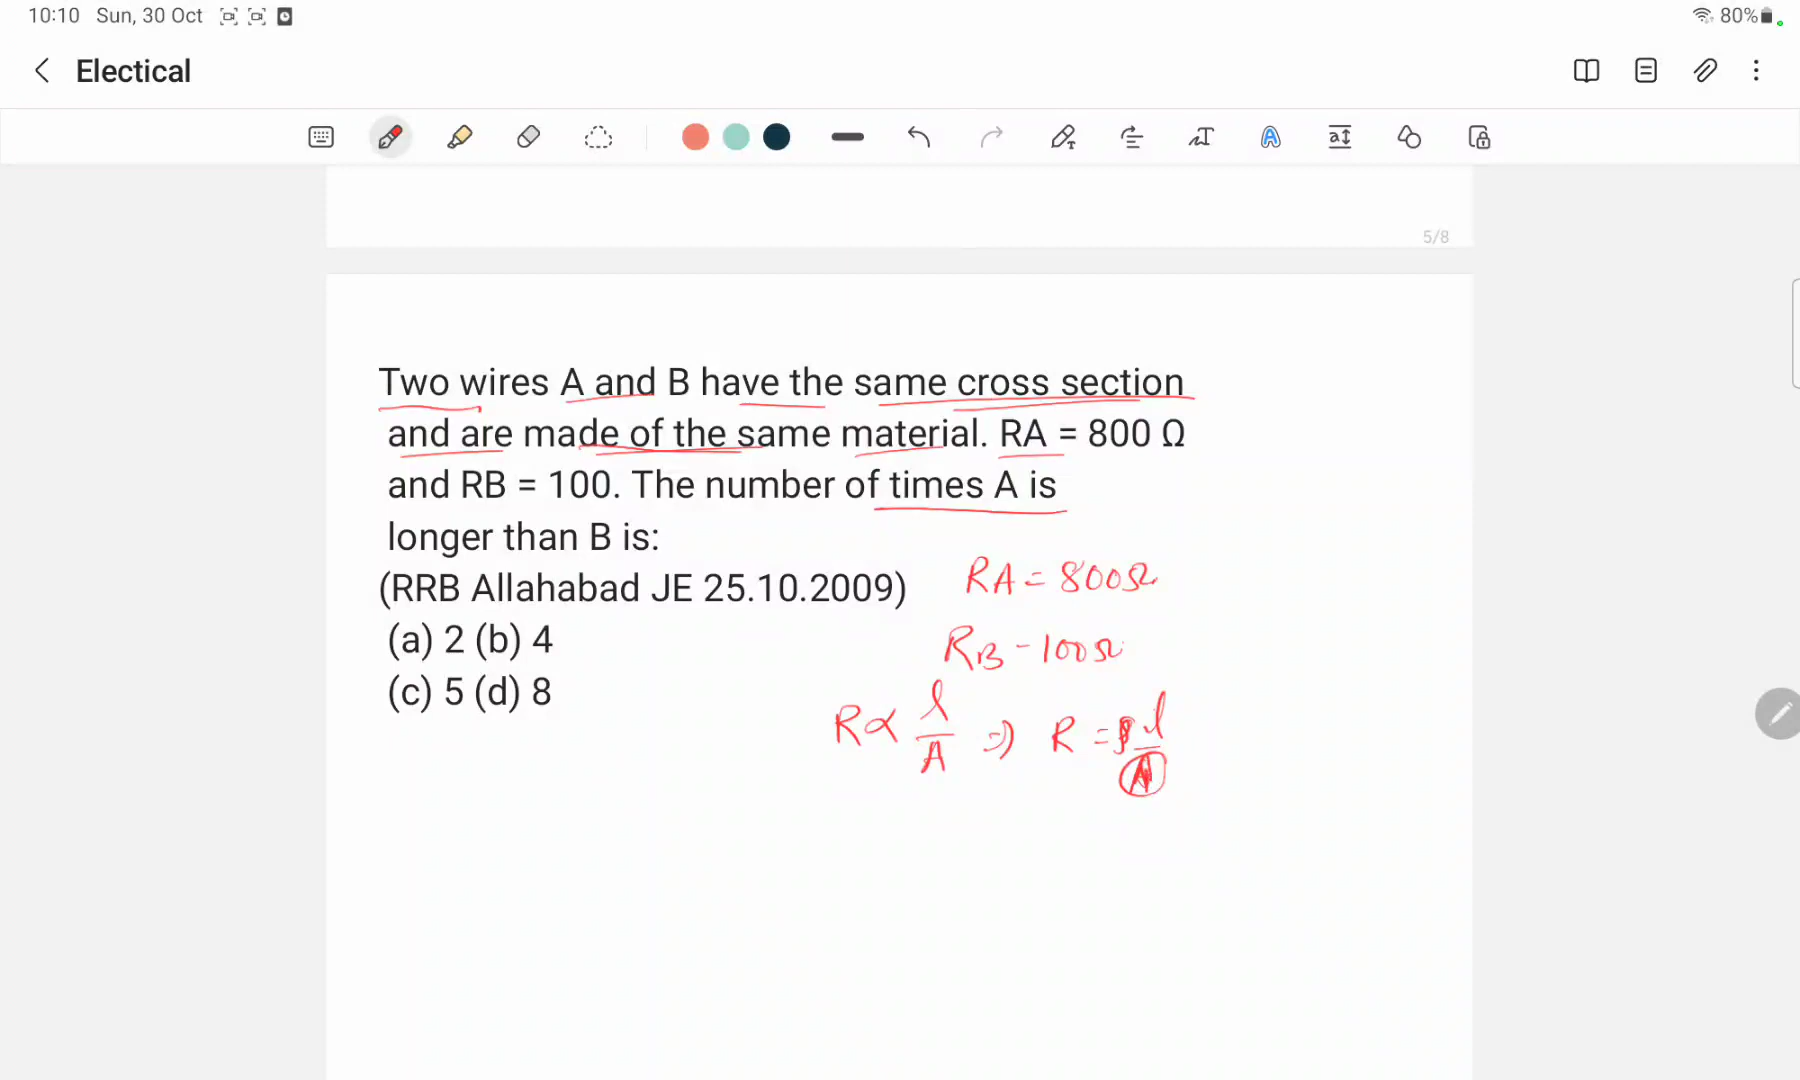 10:10 Sun, 30 Oct
80%
Electical
5/8
Two wires A and B have the same cross section
and are made of the same material. RA = 800 Ω
and RB = 100. The number of times A is
longer than B is:
(RRB Allahabad JE 25.10.2009)
(a) 2 (b) 4
(c) 5 (d) 8
RA = 800Ω
RB - 100Ω
R ∝ l/A ⇒ R = ρ l/A